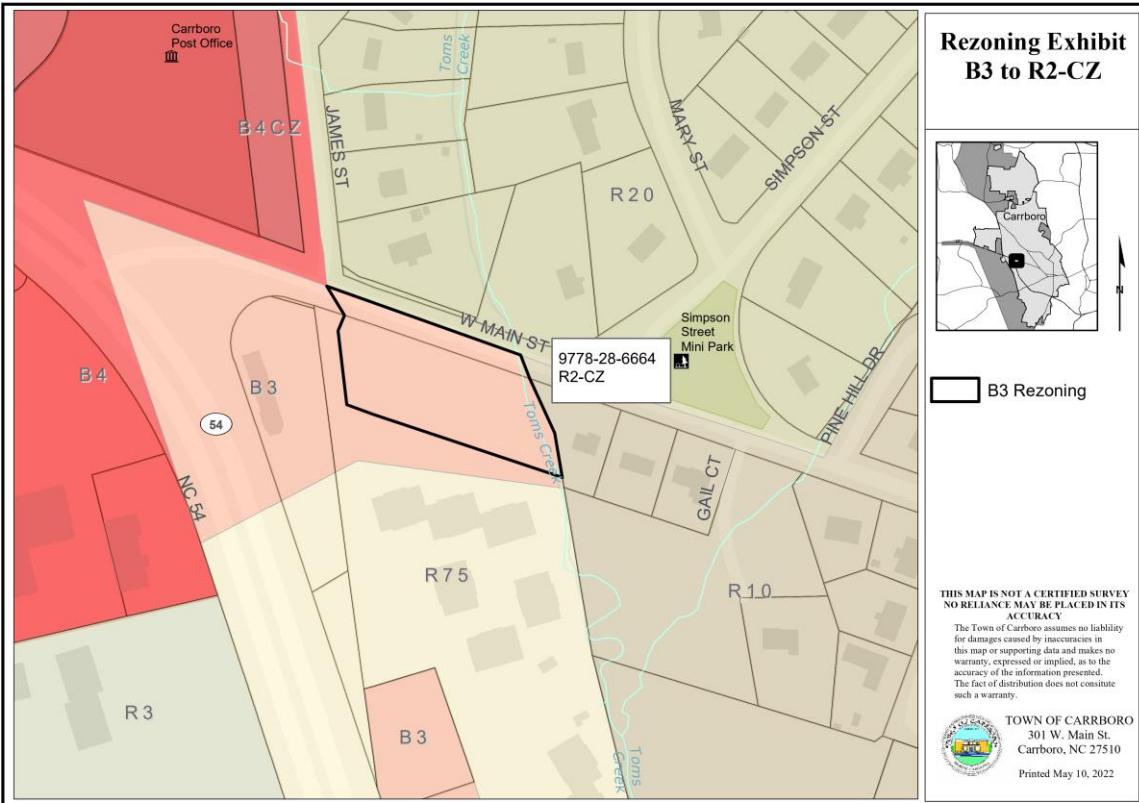 Carrboro
Post Office
Toms
Creek
B4CZ
JAMES ST
MARY ST
SIMPSON ST
R20
W MAIN ST
Simpson
Street
Mini Park
9778-28-6664
R2-CZ
B4
B3
54
NC 54
Toms Creek
PINE HILL DR
GAIL CT
R75
R10
R3
B3
Toms
Creek
Rezoning Exhibit
B3 to R2-CZ
Carrboro
N
B3 Rezoning
THIS MAP IS NOT A CERTIFIED SURVEY
NO RELIANCE MAY BE PLACED IN ITS
ACCURACY
The Town of Carrboro assumes no liablility
for damages caused by inaccuracies in
this map or supporting data and makes no
warranty, expressed or implied, as to the
accuracy of the information presented.
The fact of distribution does not consitute
such a warranty.
TOWN OF CARRBORO
301 W. Main St.
Carrboro, NC 27510
Printed May 10, 2022